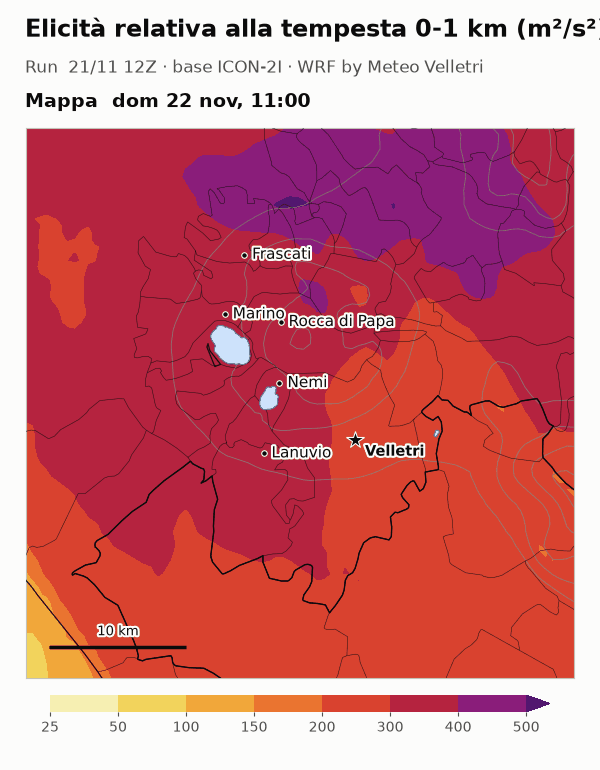 Elicità relativa alla tempesta 0-1 km (m²/s²)
Run 21/11 12Z · base ICON-2I · WRF by Meteo Velletri
Mappa dom 22 nov, 11:00
Frascati
Marino
Rocca di Papa
Nemi
Velletri
Lanuvio
10 km
25 50 100 150 200 300 400 500